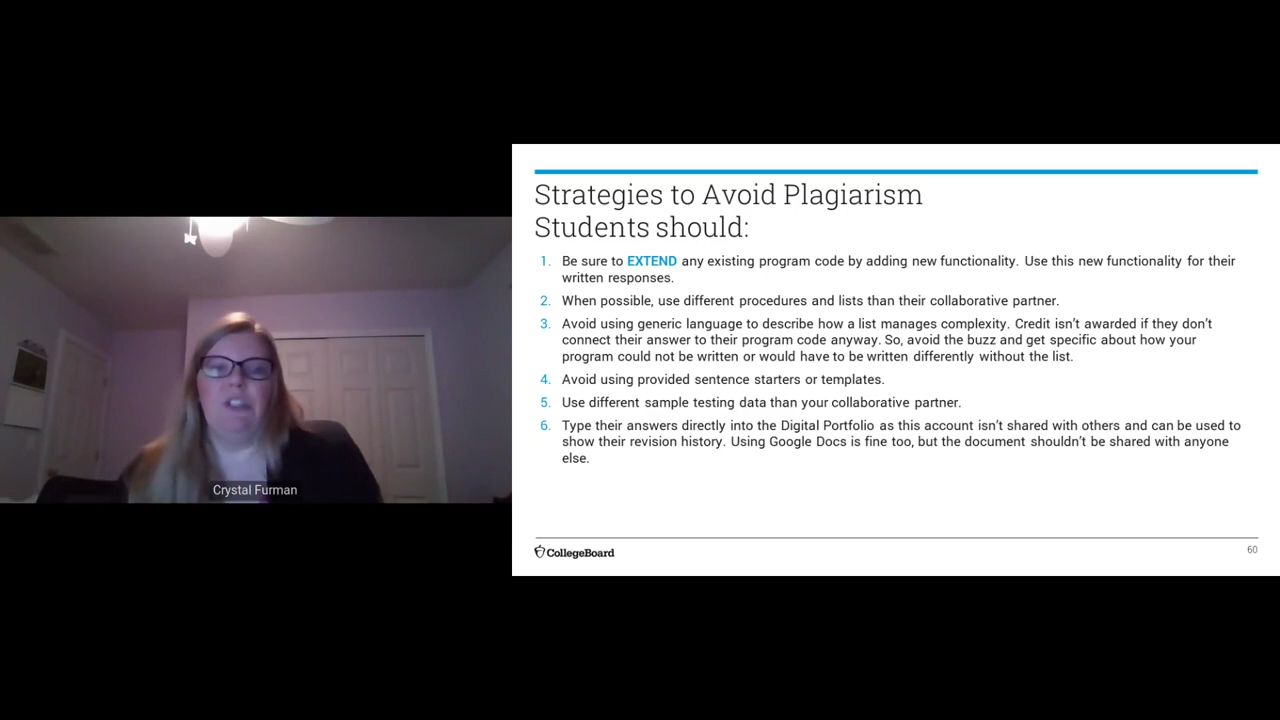 Strategies to Avoid Plagiarism
Students should:
1. Be sure to EXTEND any existing program code by adding new functionality. Use this new functionality for their
written responses.
2. When possible, use different procedures and lists than their collaborative partner.
3. Avoid using generic language to describe how a list manages complexity. Credit isn't awarded if they don't
connect their answer to their program code anyway. So, avoid the buzz and get specific about how your
program could not be written or would have to be written differently without the list.
4. Avoid using provided sentence starters or templates.
5. Use different sample testing data than your collaborative partner.
6. Type their answers directly into the Digital Portfolio as this account isn't shared with others and can be used to
show their revision history. Using Google Docs is fine too, but the document shouldn't be shared with anyone
else.
Crystal Furman
CollegeBoard
60